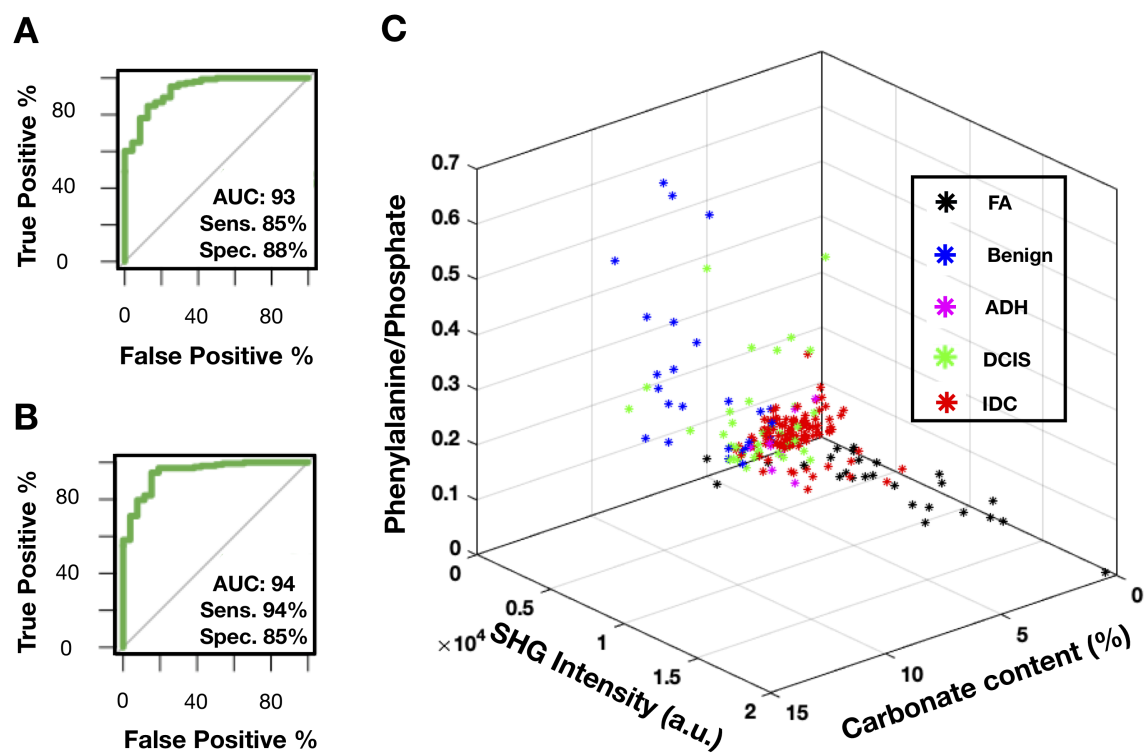 A
True Positive %
80
40
0
AUC: 93
Sens. 85%
Spec. 88%
0 40 80
False Positive %
B
True Positive %
80
40
0
AUC: 94
Sens. 94%
Spec. 85%
0 40 80
False Positive %
C
Phenylalanine/Phosphate
0.7
0.6
0.5
0.4
0.3
0.2
0.1
0
0
0.5
1
1.5
2
×10⁴ SHG Intensity (a.u.)
15
10
5
0
Carbonate content (%)
FA
Benign
ADH
DCIS
IDC